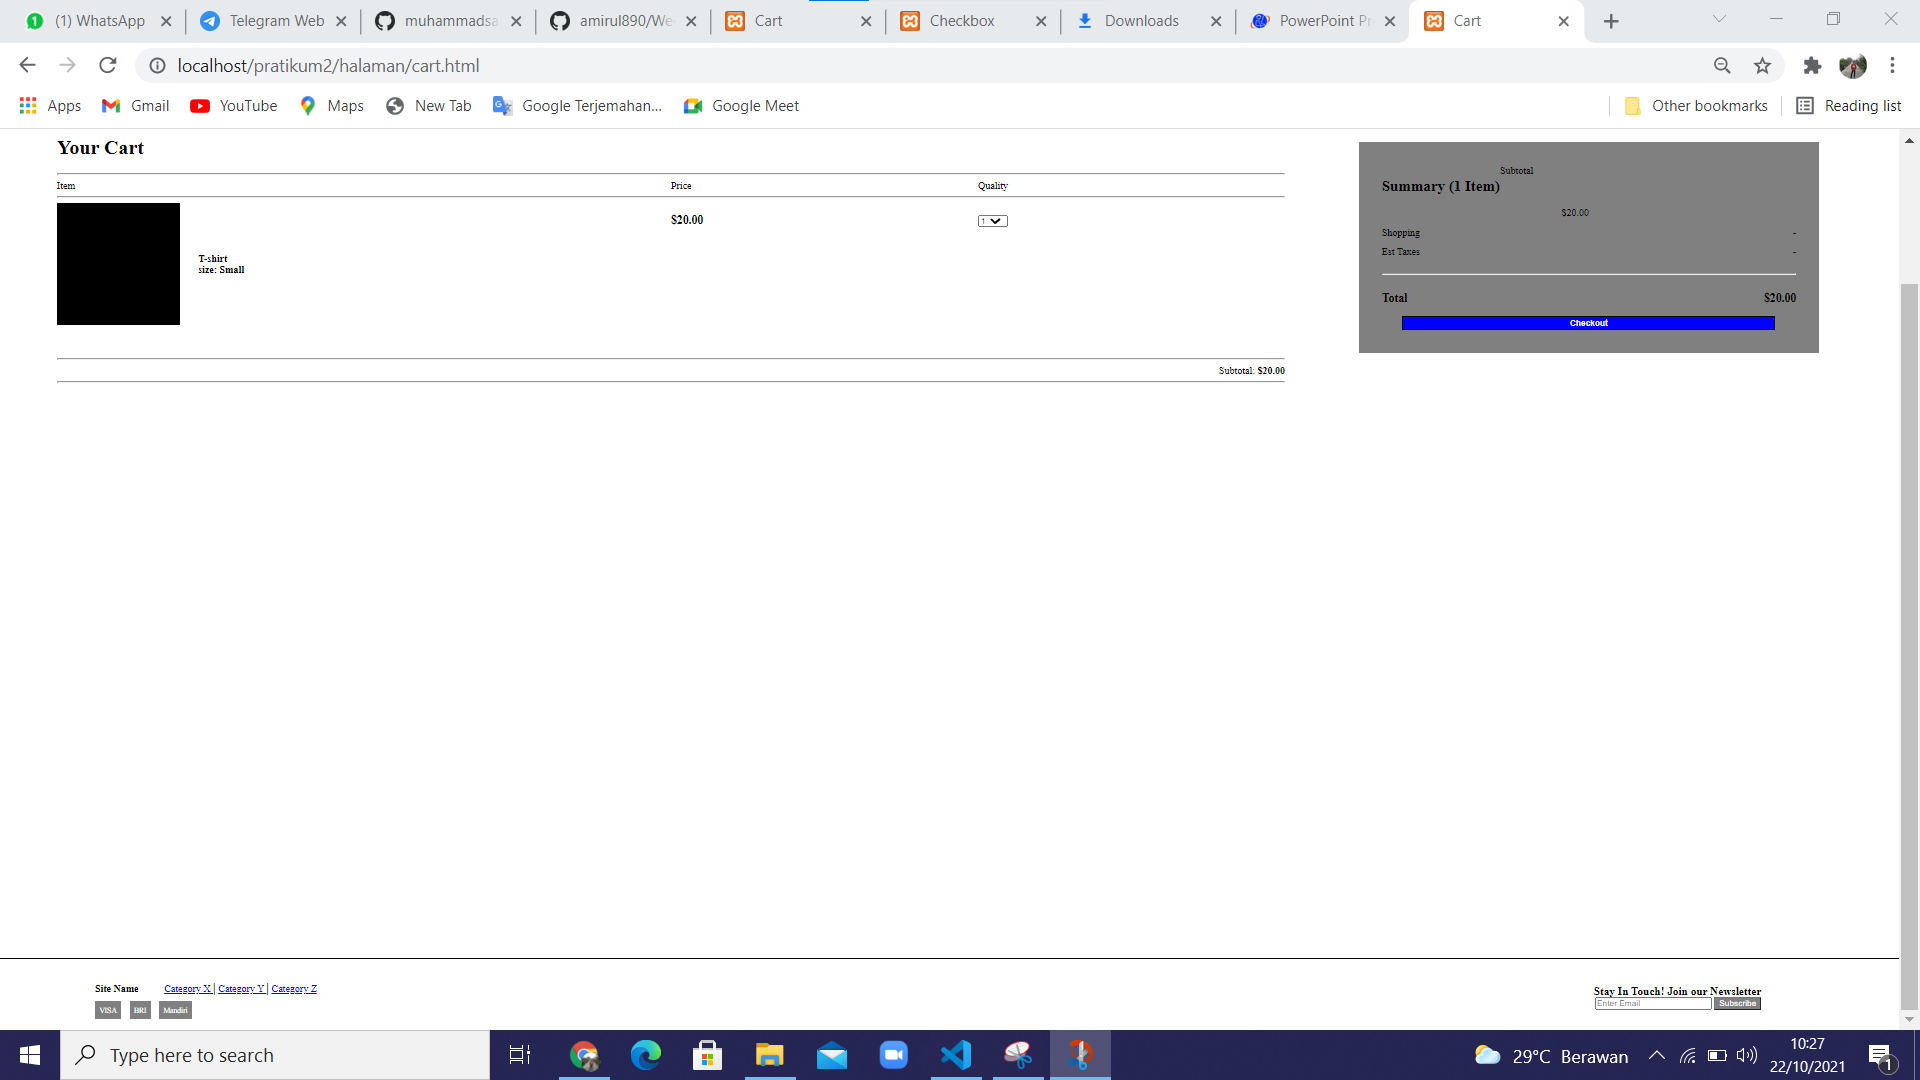 (1) WhatsApp
Telegram Web
muhammadsa
amirul890/We
Cart
Checkbox
Downloads
PowerPoint Pr
Cart
localhost/pratikum2/halaman/cart.html
Apps
Gmail
YouTube
Maps
New Tab
Google Terjemahan...
Google Meet
Other bookmarks
Reading list
Your Cart
Item Price Quality
$20.00
1
T-shirt
size: Small
Subtotal: $20.00
Subtotal
Summary (1 Item)
$20.00
Shopping -
Est Taxes -
Total $20.00
Checkout
Site Name Category X | Category Y | Category Z
VISA BRI Mandiri
Stay In Touch! Join our Newsletter
Enter Email Subscribe
Type here to search
29°C Berawan
10:27
22/10/2021
1